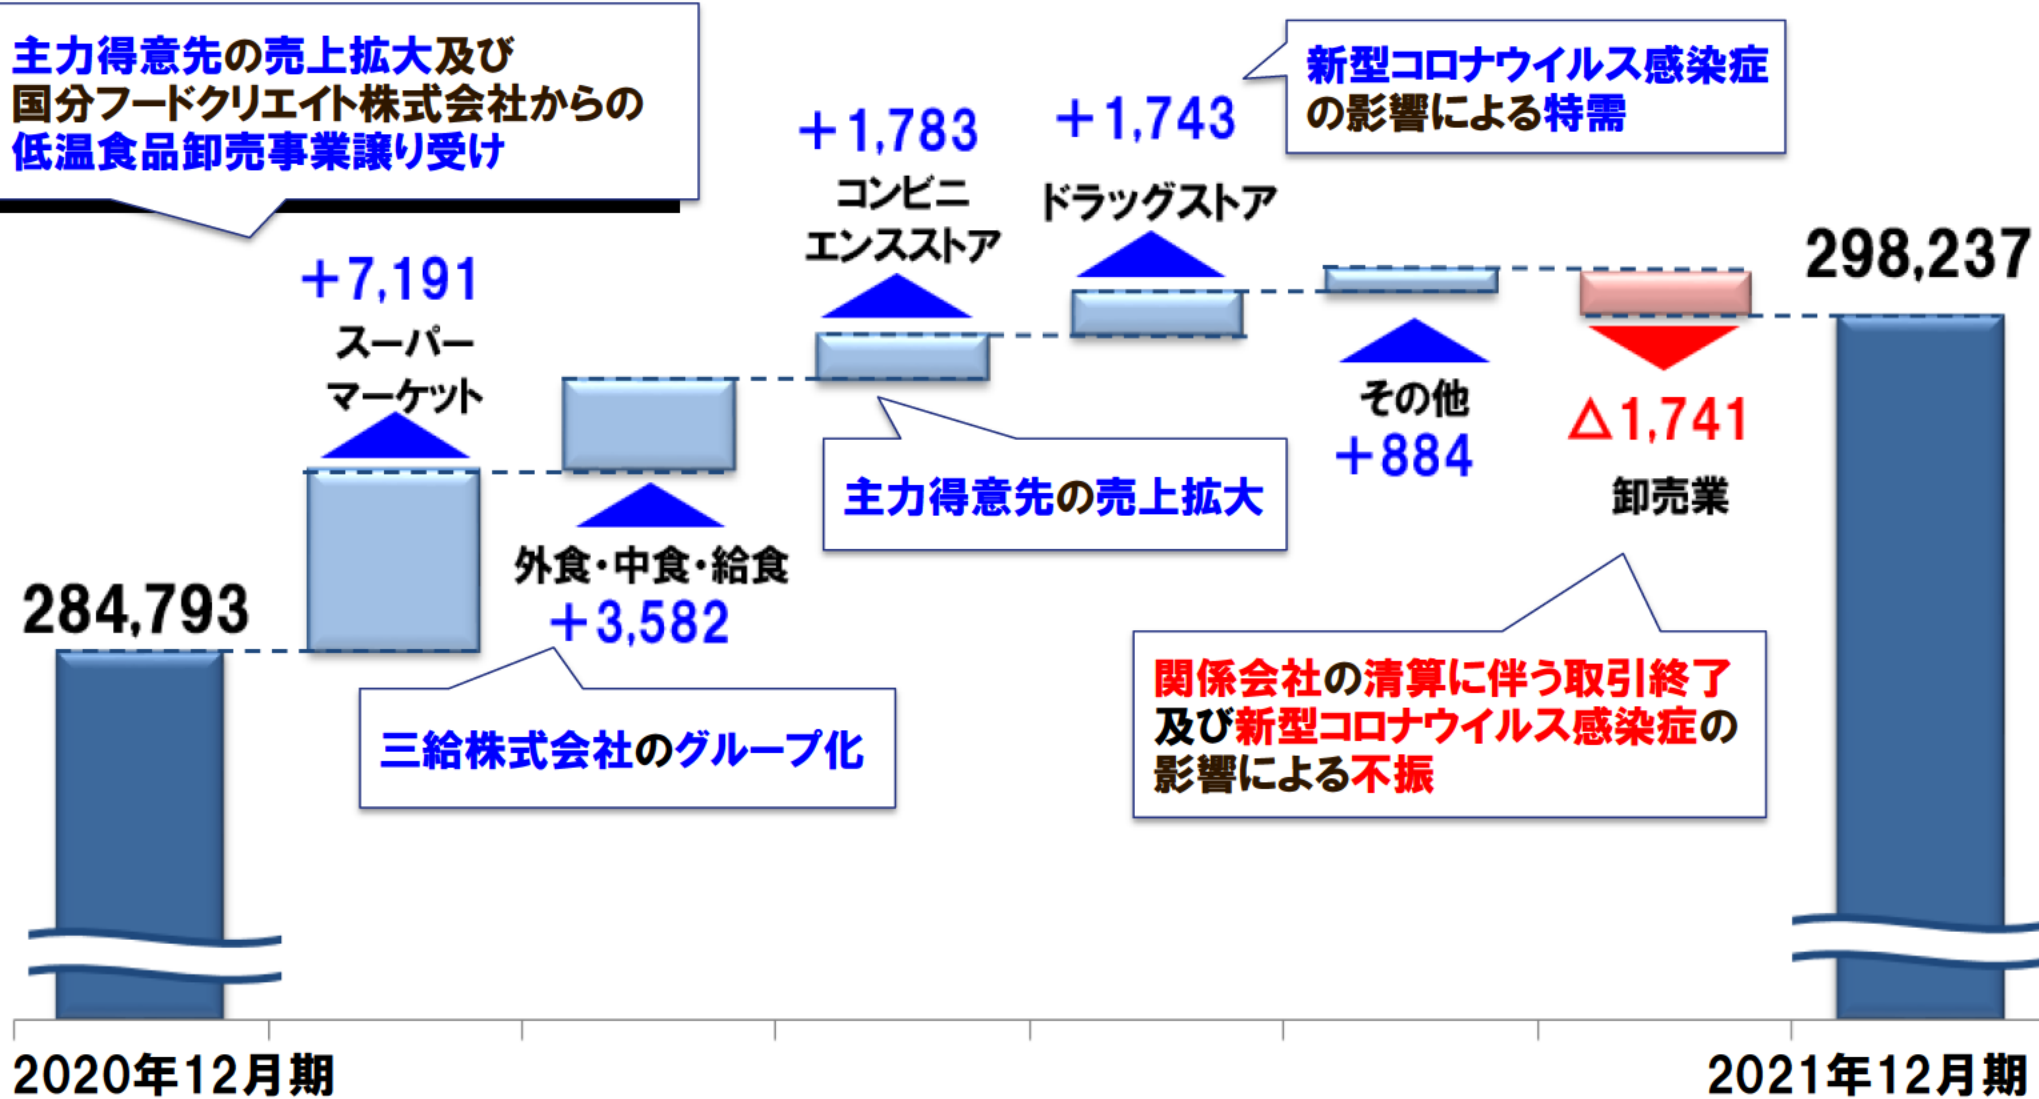 主力得意先の売上拡大及び
国分フードクリエイト株式会社からの
低温食品卸売事業譲り受け
新型コロナウイルス感染症
の影響による特需
+1,783
コンビニ
エンスストア
+1,743
ドラッグストア
298,237
+7,191
スーパー
マーケット
その他
+884
△1,741
卸売業
主力得意先の売上拡大
外食・中食・給食
+3,582
284,793
三給株式会社のグループ化
関係会社の清算に伴う取引終了
及び新型コロナウイルス感染症の
影響による不振
2020年12月期
2021年12月期